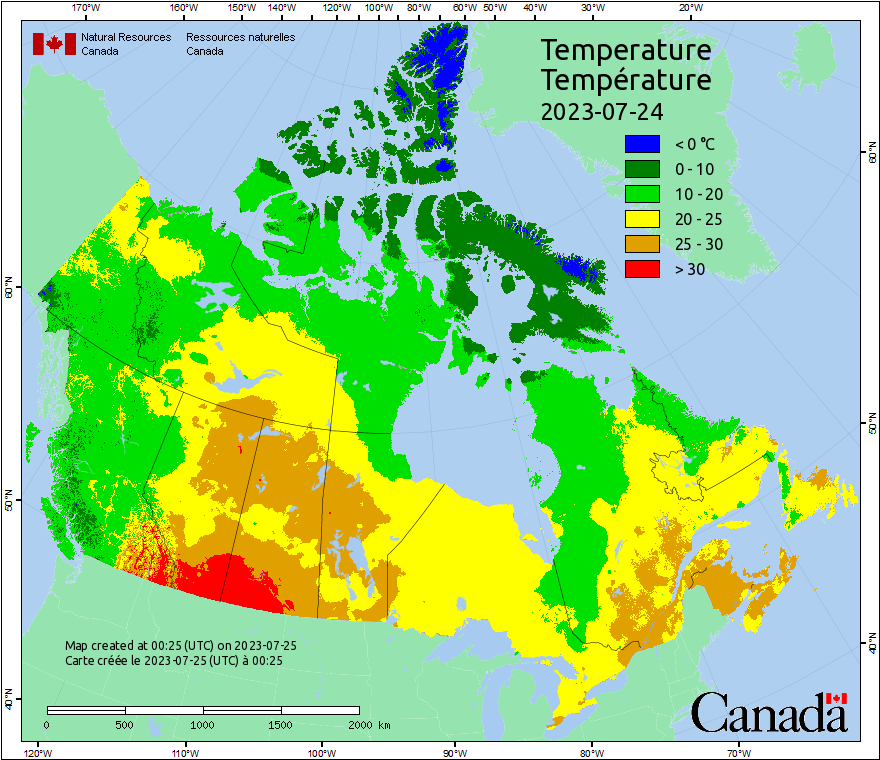 170°W 160°W 150°W 140°W 130°W 120°W 110°W 100°W 90°W 80°W 70°W 60°W 50°W 40°W 30°W 20°W
Natural Resources Canada
Ressources naturelles Canada
Temperature
Température
2023-07-24
< 0 °C
0 - 10
10 - 20
20 - 25
25 - 30
> 30
60°N
60°N
50°N
50°N
40°N
40°N
Map created at 00:25 (UTC) on 2023-07-25
Carte créée le 2023-07-25 (UTC) à 00:25
0 500 1000 1500 2000 km
Canada
120°W 110°W 100°W 90°W 80°W 70°W